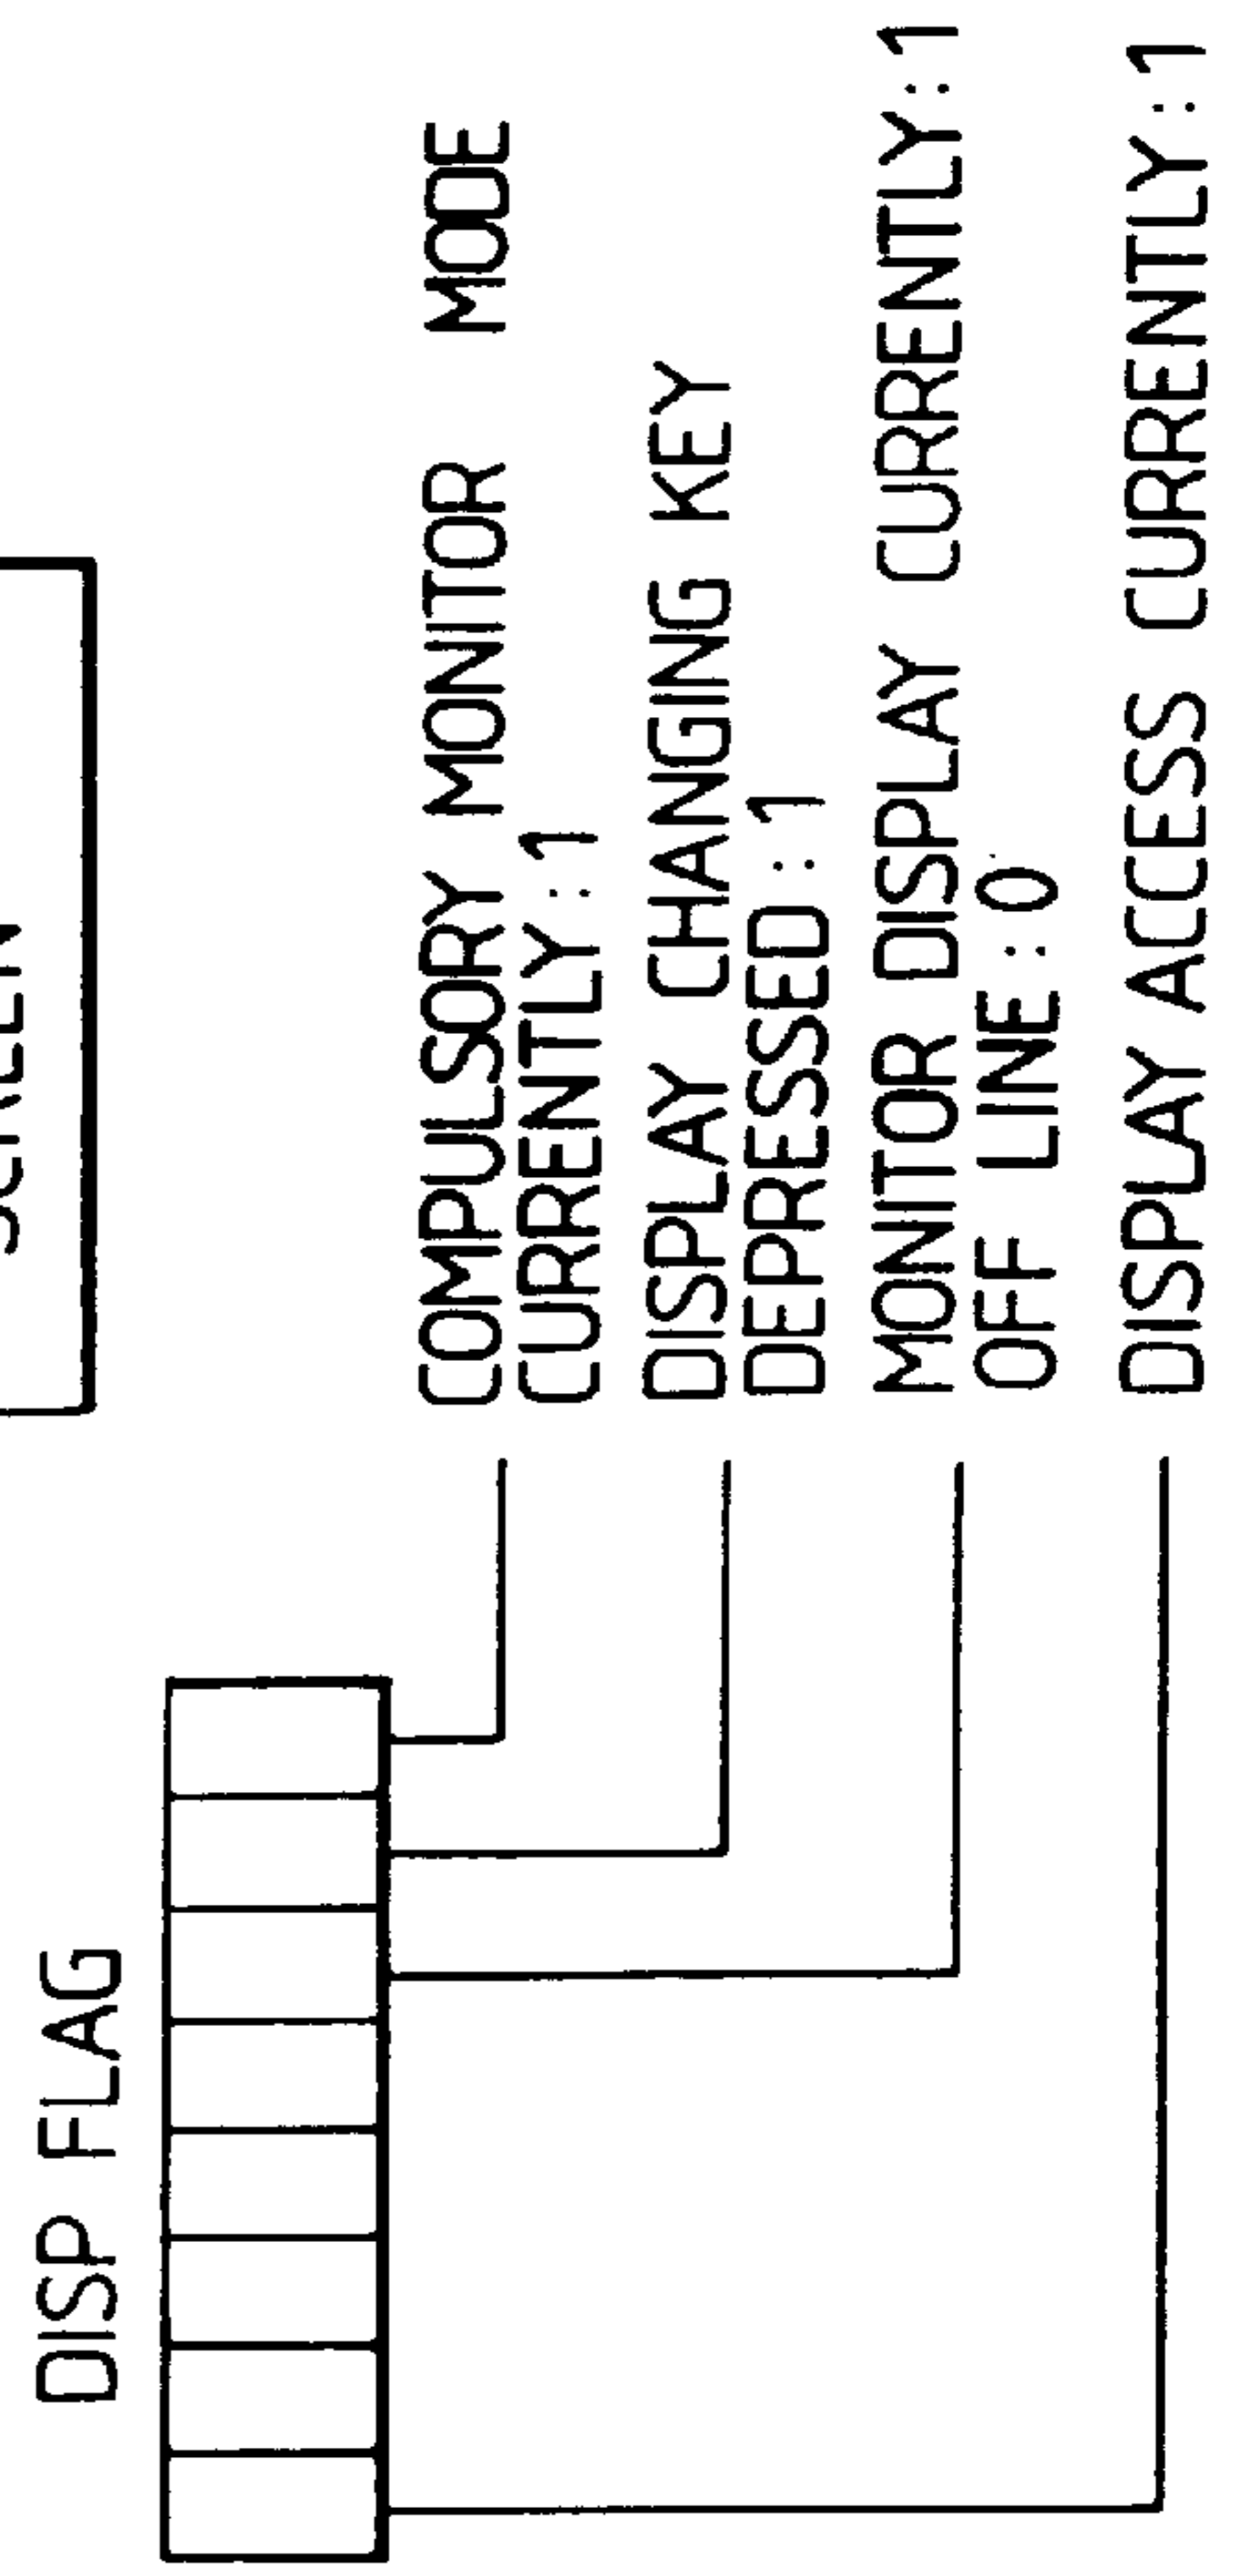 SCREEN
DISP FLAG
COMPULSORY MONITOR MODE
CURRENTLY : 1
DISPLAY CHANGING KEY
DEPRESSED : 1
MONITOR DISPLAY CURRENTLY : 1
OFF LINE : 0
DISPLAY ACCESS CURRENTLY : 1